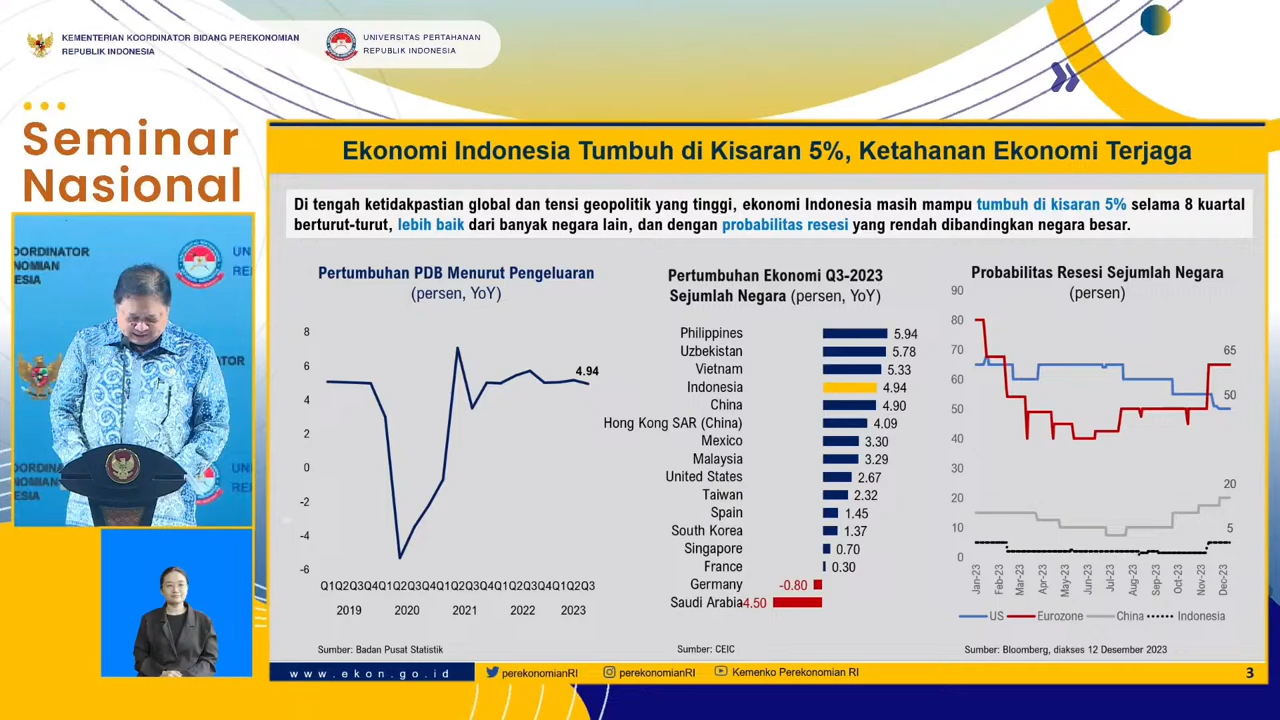 KEMENTERIAN KOORDINATOR BIDANG PEREKONOMIAN
REPUBLIK INDONESIA
UNIVERSITAS PERTAHANAN
REPUBLIK INDONESIA
Seminar
Nasional
OORDINATOR
NOMIAN
ESIA
UN
RE
ATOR
OORDINA
NOMIAN
ESIA
UNI
RE
Ekonomi Indonesia Tumbuh di Kisaran 5%, Ketahanan Ekonomi Terjaga
Di tengah ketidakpastian global dan tensi geopolitik yang tinggi, ekonomi Indonesia masih mampu tumbuh di kisaran 5% selama 8 kuartal
berturut-turut, lebih baik dari banyak negara lain, dan dengan probabilitas resesi yang rendah dibandingkan negara besar.
Pertumbuhan PDB Menurut Pengeluaran
(persen, YoY)
8
6
4
2
0
-2
-4
-6
4.94
Q1Q2Q3Q4Q1Q2Q3Q4Q1Q2Q3Q4Q1Q2Q3Q4Q1Q2Q3
2019 2020 2021 2022 2023
Sumber: Badan Pusat Statistik
Pertumbuhan Ekonomi Q3-2023
Sejumlah Negara (persen, YoY)
Philippines 5.94
Uzbekistan 5.78
Vietnam 5.33
Indonesia 4.94
China 4.90
Hong Kong SAR (China) 4.09
Mexico 3.30
Malaysia 3.29
United States 2.67
Taiwan 2.32
Spain 1.45
South Korea 1.37
Singapore 0.70
France 0.30
Germany -0.80
Saudi Arabia -4.50
Sumber: CEIC
Probabilitas Resesi Sejumlah Negara
(persen)
90
80
70
60
50
40
30
20
10
0
65
50
20
5
Jan-23 Feb-23 Mar-23 Apr-23 May-23 Jun-23 Jul-23 Aug-23 Sep-23 Oct-23 Nov-23 Dec-23
US Eurozone China Indonesia
Sumber: Bloomberg, diakses 12 Desember 2023
www.ekon.go.id
perekonomianRI
perekonomianRI
Kemenko Perekonomian RI
3